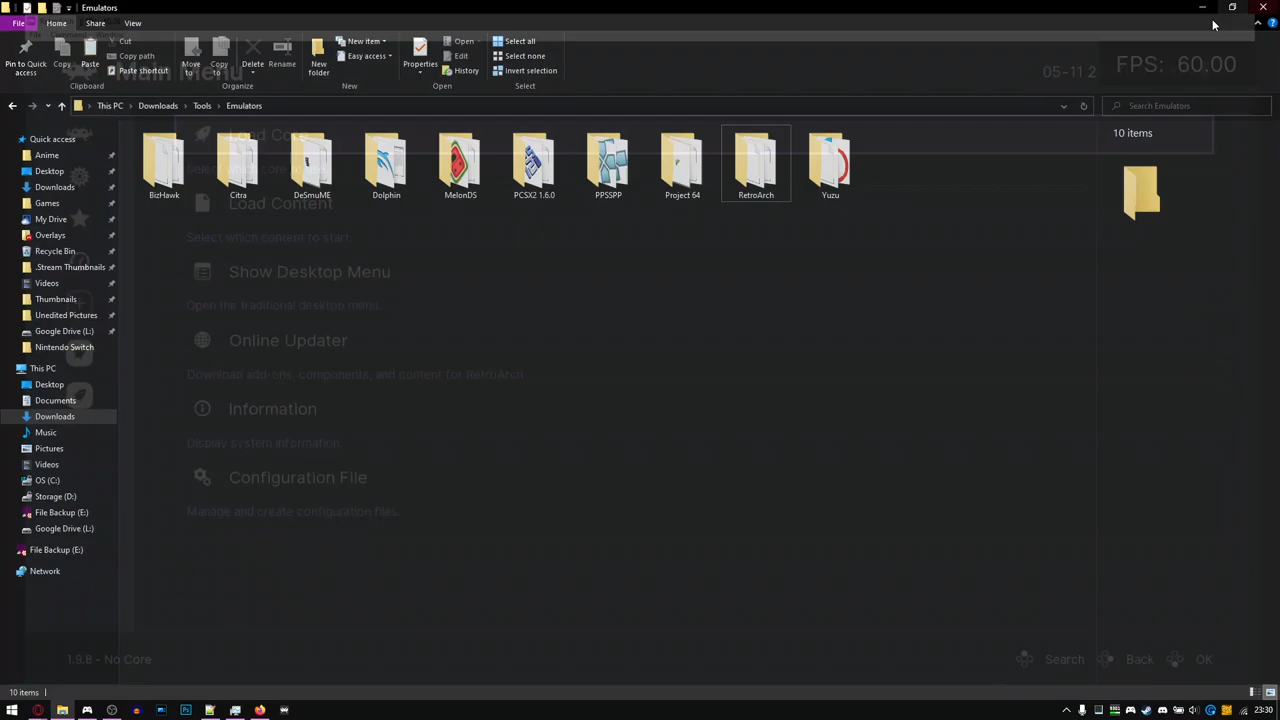 Emulators
File
Home
Share
View
Pin to Quick access
Copy
Paste
Cut
Copy path
Paste shortcut
Clipboard
Move to
Copy to
Delete
Rename
Organize
New folder
New item
Easy access
New
Properties
Open
Edit
History
Open
Select all
Select none
Invert selection
Select
Main Menu
05-11 2
FPS: 60.00
This PC
Downloads
Tools
Emulators
Search Emulators
Quick access
Anime
Desktop
Downloads
Games
My Drive
Overlays
Recycle Bin
.Stream Thumbnails
Videos
Thumbnails
Unedited Pictures
Google Drive (L:)
Nintendo Switch
This PC
Desktop
Documents
Downloads
Music
Pictures
Videos
OS (C:)
Storage (D:)
File Backup (E:)
Google Drive (L:)
File Backup (E:)
Network
BizHawk
Citra
DeSmuME
Dolphin
MelonDS
PCSX2 1.6.0
PPSSPP
Project 64
RetroArch
Yuzu
10 items
Load Core
Load Content
Select which content to start.
Show Desktop Menu
Open the traditional desktop menu.
Online Updater
Download add-ons, components, and content for RetroArch
Information
Display system information.
Configuration File
Manage and create configuration files.
1.9.8 - No Core
Search
Back
OK
10 items
23:30